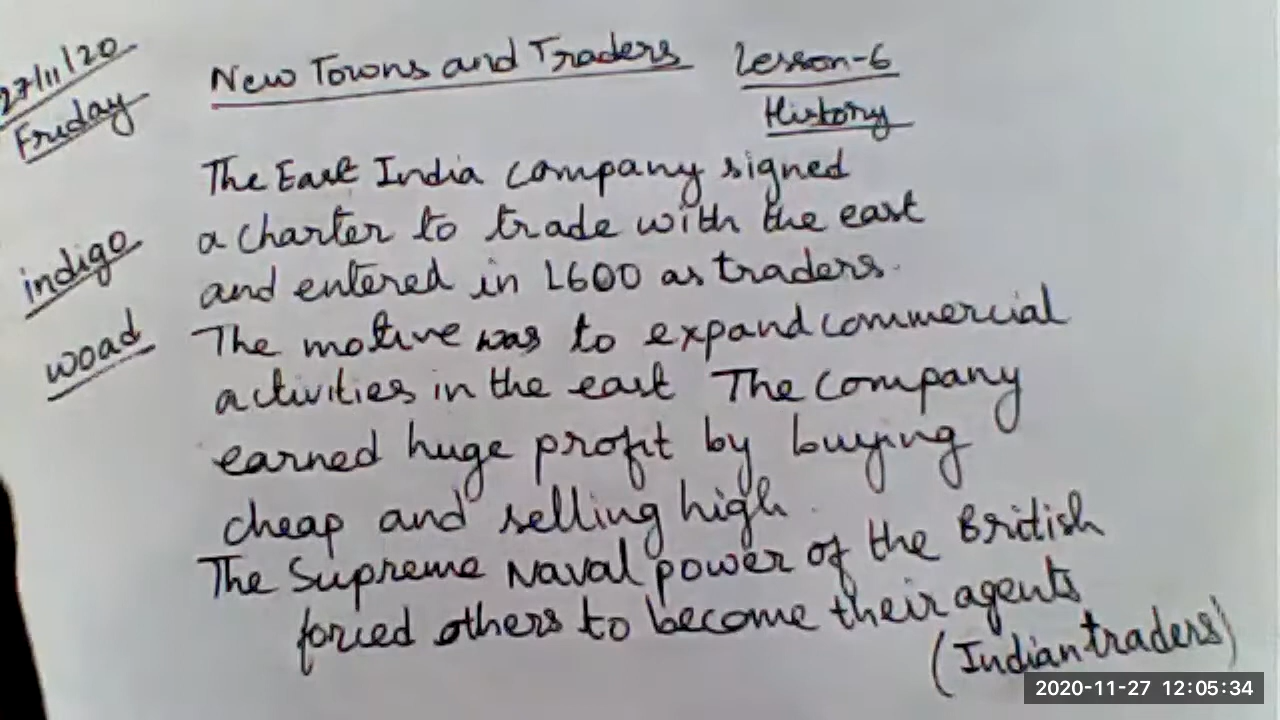 27/11/20
Friday
New Towns and Traders
Lesson-6
History
The East India company signed
a charter to trade with the east
and entered in 1600 as traders.
indigo
The motive was to expand commercial
woad
activities in the east The company
earned huge profit by buying
cheap and selling high.
The Supreme Naval power of the British
forced others to become their agents
(Indian traders)
2020-11-27 12:05:34